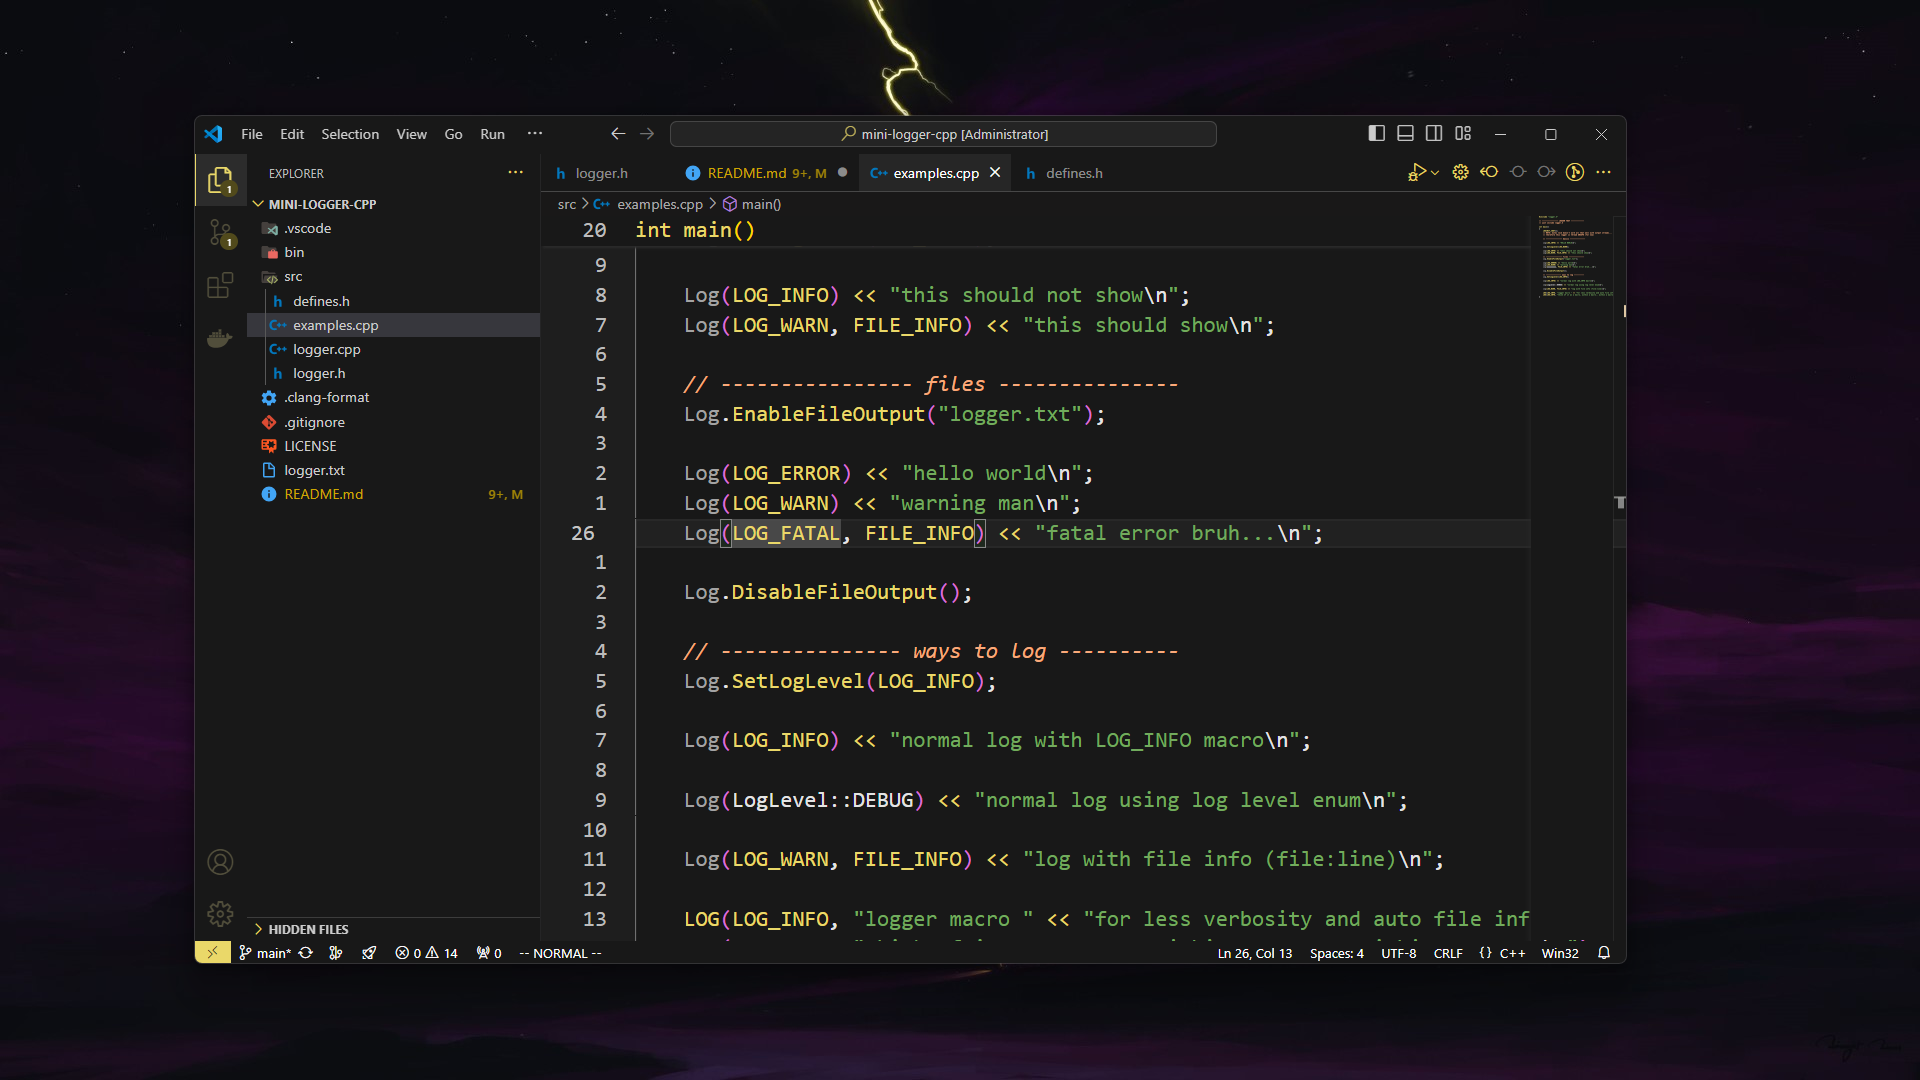 File Edit Selection View Go Run ···
mini-logger-cpp [Administrator]
EXPLORER
MINI-LOGGER-CPP
.vscode
bin
src
defines.h
examples.cpp
logger.cpp
logger.h
.clang-format
.gitignore
LICENSE
logger.txt
README.md 9+, M
HIDDEN FILES
1
1
logger.h README.md 9+, M examples.cpp defines.h
src > examples.cpp > main()
20 int main()
9
8 Log(LOG_INFO) << "this should not show\n";
7 Log(LOG_WARN, FILE_INFO) << "this should show\n";
6
5 // ---------------- files ---------------
4 Log.EnableFileOutput("logger.txt");
3
2 Log(LOG_ERROR) << "hello world\n";
1 Log(LOG_WARN) << "warning man\n";
26 Log(LOG_FATAL, FILE_INFO) << "fatal error bruh...\n";
1
2 Log.DisableFileOutput();
3
4 // --------------- ways to log ----------
5 Log.SetLogLevel(LOG_INFO);
6
7 Log(LOG_INFO) << "normal log with LOG_INFO macro\n";
8
9 Log(LogLevel::DEBUG) << "normal log using log level enum\n";
10
11 Log(LOG_WARN, FILE_INFO) << "log with file info (file:line)\n";
12
13 LOG(LOG_INFO, "logger macro " << "for less verbosity and auto file inf
main* 0 14 0 -- NORMAL -- Ln 26, Col 13 Spaces: 4 UTF-8 CRLF {} C++ Win32